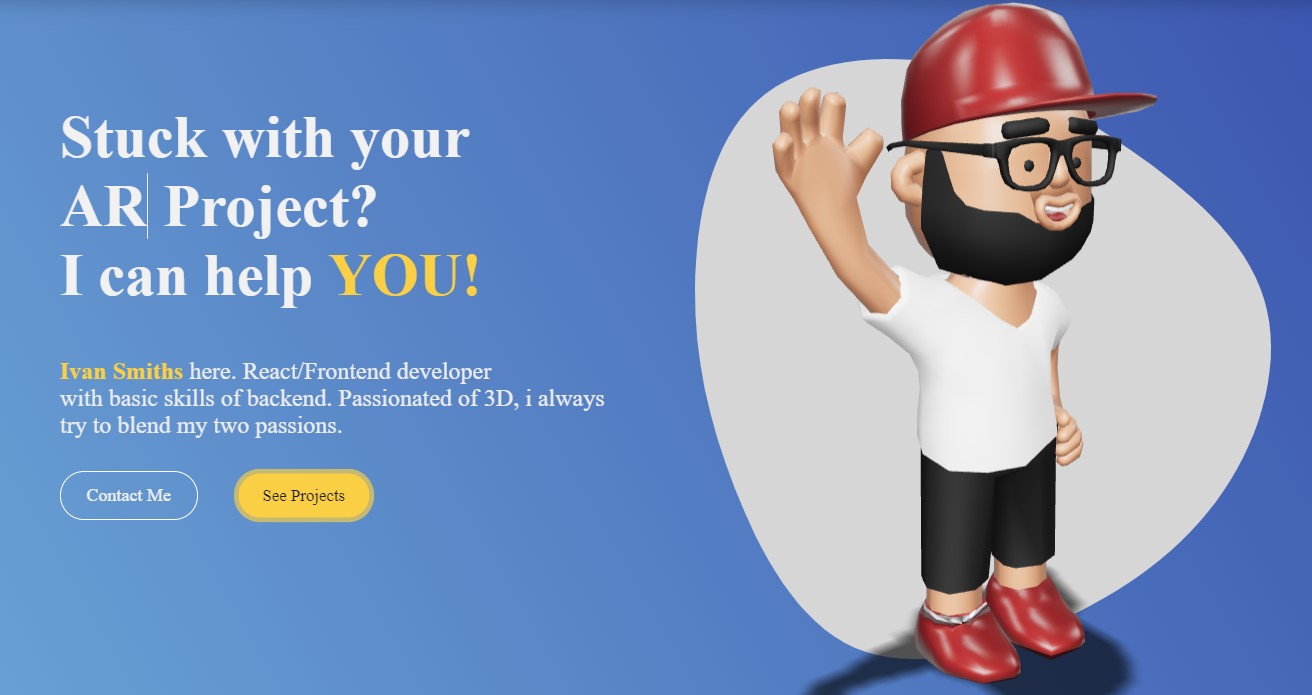 Stuck with your
AR Project?
I can help YOU!
Ivan Smiths here. React/Frontend developer
with basic skills of backend. Passionated of 3D, i always
try to blend my two passions.
Contact Me
See Projects